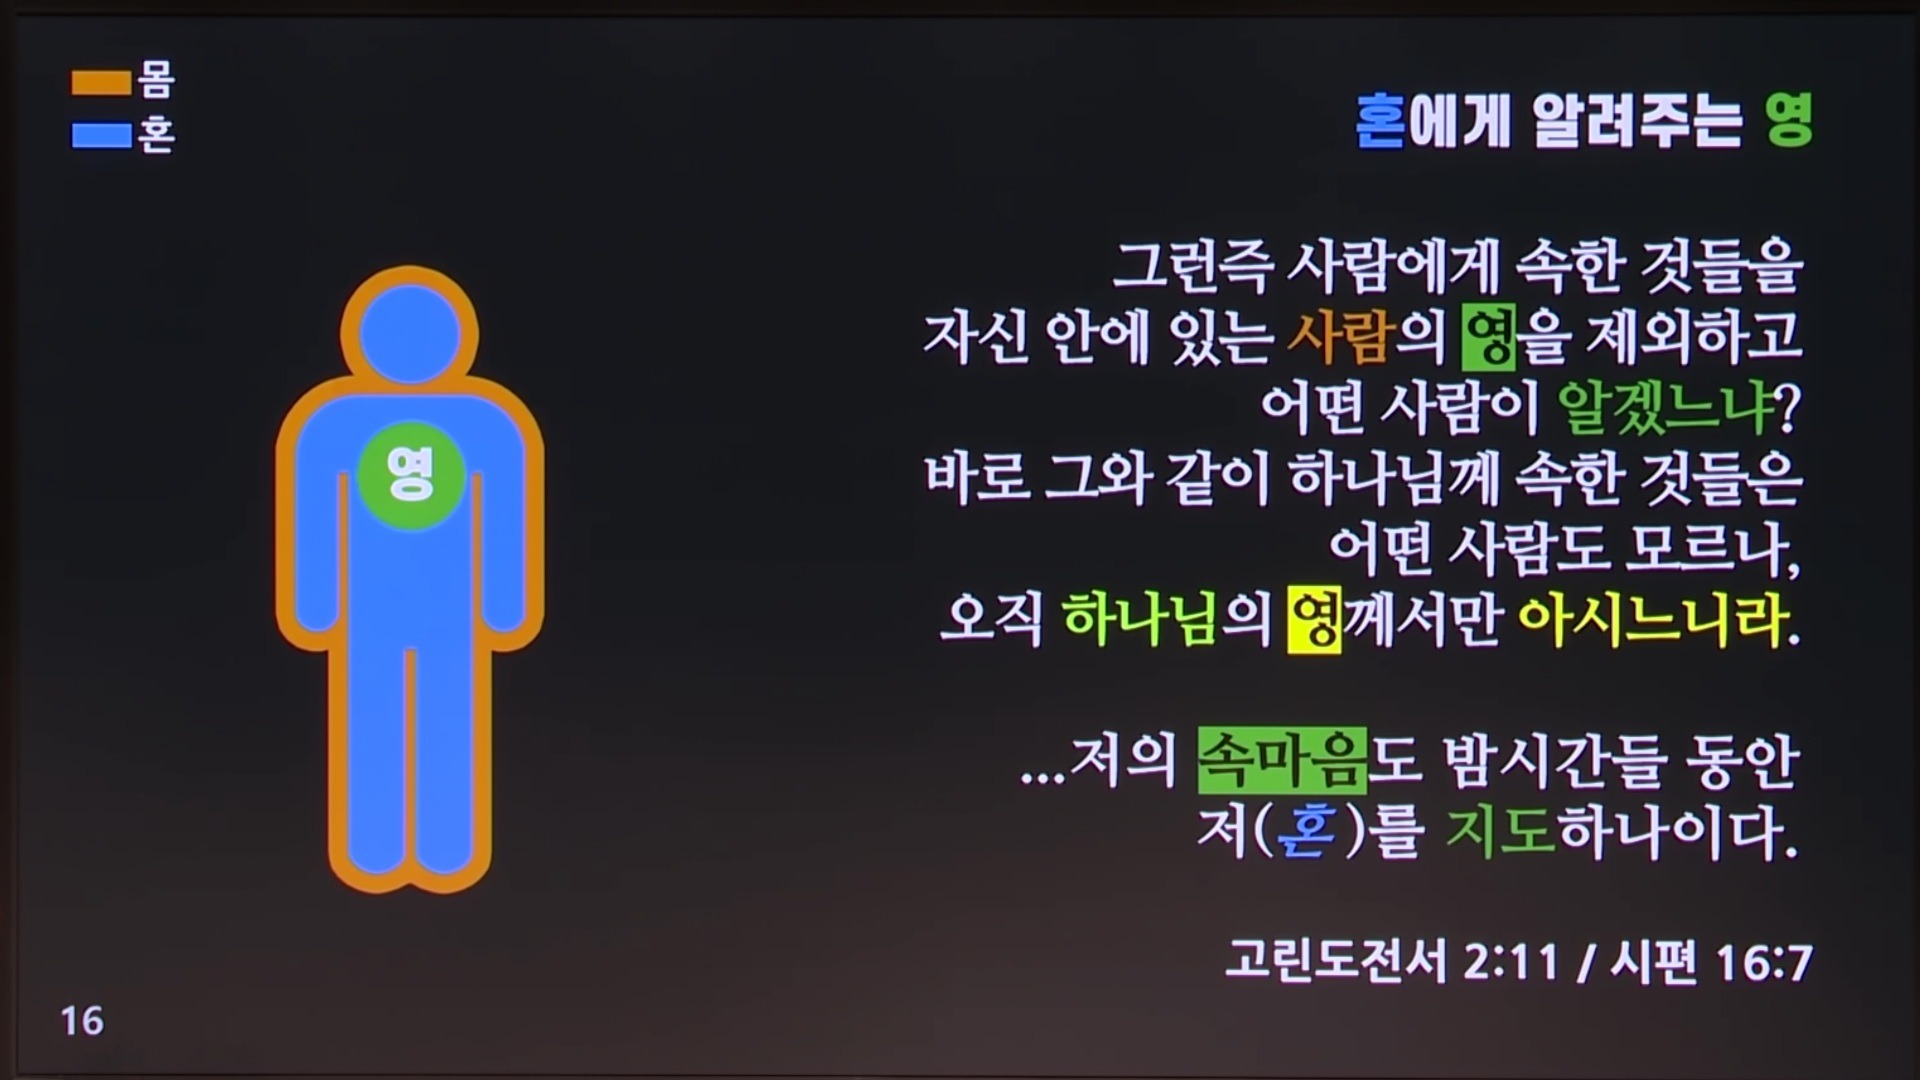 몸
혼
혼에게 알려주는 영
영
그런즉 사람에게 속한 것들을
자신 안에 있는 사람의 영을 제외하고
어떤 사람이 알겠느냐?
바로 그와 같이 하나님께 속한 것들은
어떤 사람도 모르나,
오직 하나님의 영께서만 아시느니라.
...저의 속마음도 밤시간들 동안
저(혼)를 지도하나이다.
고린도전서 2:11 / 시편 16:7
16